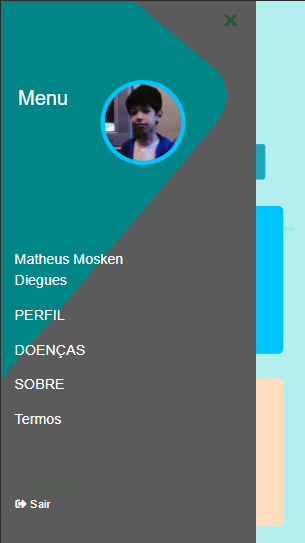 Menu
Matheus Mosken
Diegues
PERFIL
DOENÇAS
SOBRE
Termos
Sair